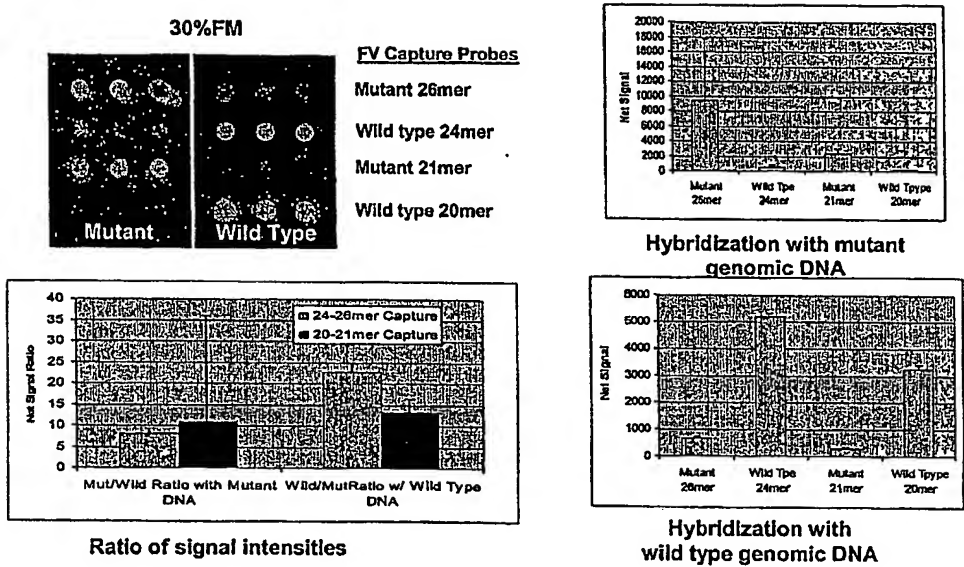 30%FM
FV Capture Probes
Mutant 26mer
Wild type 24mer
Mutant 21mer
Wild type 20mer
Mutant
Wild Type
20000
18000
16000
14000
12000
10000
8000
6000
4000
2000
0
Net Signal
Mutant 26mer
Wild Tpe 24mer
Mutant 21mer
Wild Tpype 20mer
Hybridization with mutant
genomic DNA
40
35
30
25
20
15
10
5
0
Net Signal Ratio
24-26mer Capture
20-21mer Capture
Mut/Wild Ratio with Mutant DNA
Wild/MutRatio w/ Wild Type DNA
Ratio of signal intensities
6000
5000
4000
3000
2000
1000
0
Net Signal
Mutant 26mer
Wild Tpe 24mer
Mutant 21mer
Wild Tpype 20mer
Hybridization with
wild type genomic DNA